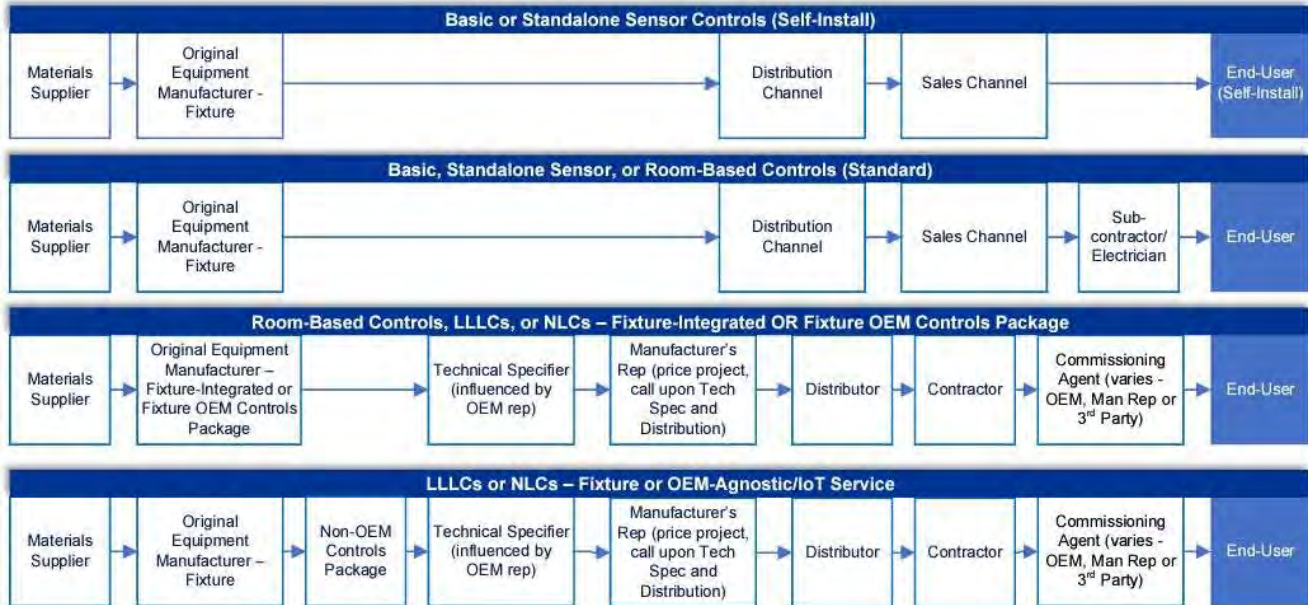 Basic or Standalone Sensor Controls (Self-Install)
Materials
Supplier
Original
Equipment
Manufacturer -
Fixture
Distribution
Channel
Sales Channel
End-User
(Self-Install)
Basic, Standalone Sensor, or Room-Based Controls (Standard)
Materials
Supplier
Original
Equipment
Manufacturer -
Fixture
Distribution
Channel
Sales Channel
Sub-
contractor/
Electrician
End-User
Room-Based Controls, LLLCs, or NLCs – Fixture-Integrated OR Fixture OEM Controls Package
Materials
Supplier
Original Equipment
Manufacturer –
Fixture-Integrated or
Fixture OEM Controls
Package
Technical Specifier
(influenced by
OEM rep)
Manufacturer's
Rep (price project,
call upon Tech
Spec and
Distribution)
Distributor
Contractor
Commissioning
Agent (varies -
OEM, Man Rep or
3rd Party)
End-User
LLLCs or NLCs – Fixture or OEM-Agnostic/IoT Service
Materials
Supplier
Original
Equipment
Manufacturer –
Fixture
Non-OEM
Controls
Package
Technical Specifier
(influenced by
OEM rep)
Manufacturer's
Rep (price project,
call upon Tech
Spec and
Distribution)
Distributor
Contractor
Commissioning
Agent (varies -
OEM, Man Rep or
3rd Party)
End-User